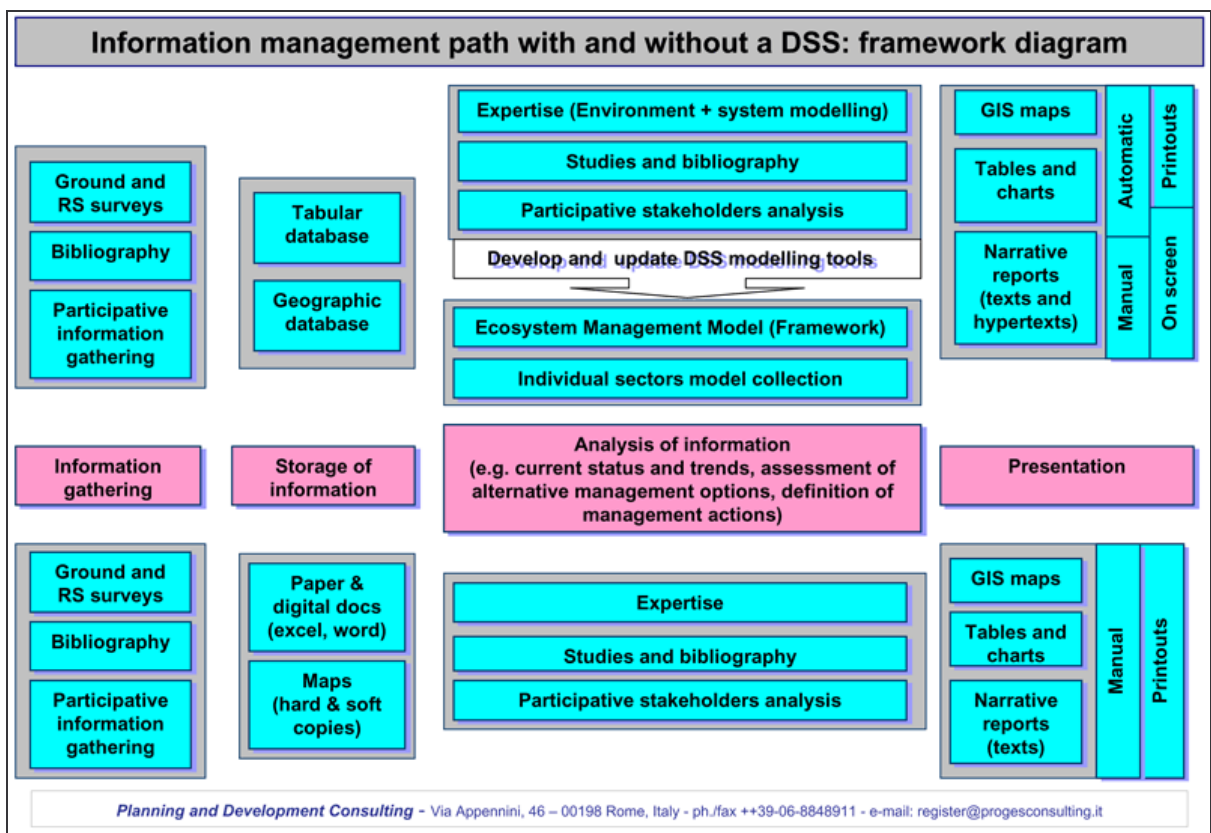 Information management path with and without a DSS: framework diagram
Ground and
RS surveys
Bibliography
Participative
information
gathering
Tabular
database
Geographic
database
Expertise (Environment + system modelling)
Studies and bibliography
Participative stakeholders analysis
Develop and update DSS modelling tools
Ecosystem Management Model (Framework)
Individual sectors model collection
GIS maps
Tables and
charts
Narrative
reports
(texts and
hypertexts)
Automatic
Manual
Printouts
On screen
Information
gathering
Storage of
information
Analysis of information
(e.g. current status and trends, assessment of
alternative management options, definition of
management actions)
Presentation
Ground and
RS surveys
Bibliography
Participative
information
gathering
Paper &
digital docs
(excel, word)
Maps
(hard & soft
copies)
Expertise
Studies and bibliography
Participative stakeholders analysis
GIS maps
Tables and
charts
Narrative
reports
(texts)
Manual
Printouts
Planning and Development Consulting - Via Appennini, 46 – 00198 Rome, Italy - ph./fax ++39-06-8848911 - e-mail: register@progesconsulting.it